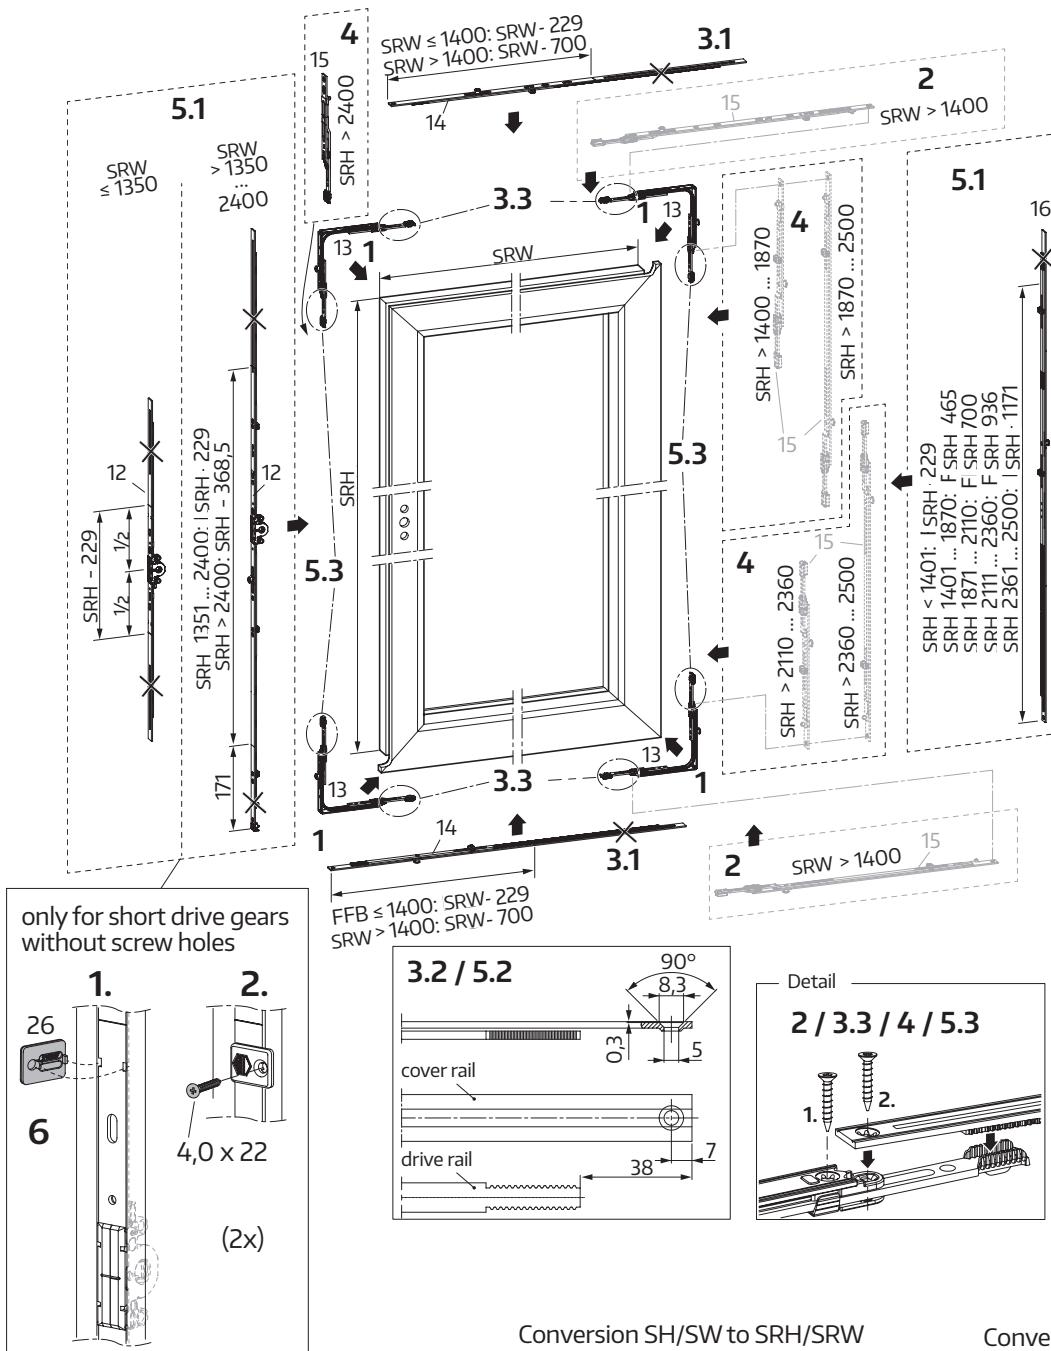 4
15
SRH > 2400
SRW ≤ 1400: SRW- 229
SRW > 1400: SRW- 700
3.1
14
2
15
SRW > 1400
5.1
SRW
≤ 1350
SRW
> 1350
...
2400
12
SRH - 229
1/2
1/2
SRH 1351 ... 2400: | SRH - 229
SRH > 2400: SRH - 368,5
12
171
3.3
13
1
1
13
SRW
SRH
5.3
5.3
4
SRH > 1400 ... 1870
SRH > 1870 ... 2500
15
4
15
SRH > 2110 ... 2360
SRH > 2360 ... 2500
5.1
16
SRH < 1401: | SRH - 229
SRH 1401 ... 1870: F SRH 465
SRH 1871 ... 2110: F| SRH 700
SRH 2111 ... 2360: F SRH 936
SRH 2361 ... 2500: | SRH - 1171
13
3.3
13
1
1
14
3.1
FFB ≤ 1400: SRW- 229
SRW > 1400: SRW- 700
2
SRW > 1400
15
only for short drive gears
without screw holes
1.
2.
26
6
4,0 x 22
(2x)
3.2 / 5.2
90°
8,3
0,3
5
cover rail
7
38
drive rail
Detail
2 / 3.3 / 4 / 5.3
1.
2.
Conversion SH/SW to SRH/SRW
Conve